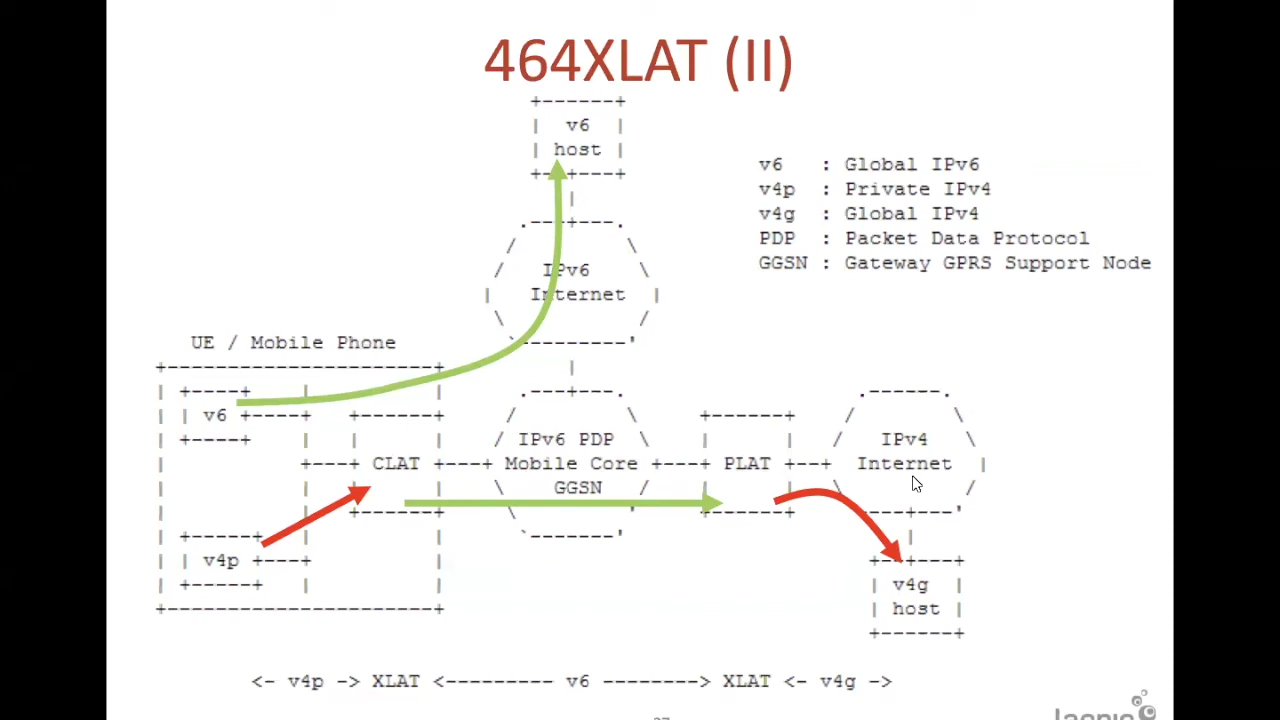 464XLAT (II)
v6
host
v6 : Global IPv6
v4p : Private IPv4
v4g : Global IPv4
PDP : Packet Data Protocol
GGSN : Gateway GPRS Support Node
IPv6
Internet
UE / Mobile Phone
v6
CLAT
IPv6 PDP
Mobile Core
GGSN
PLAT
IPv4
Internet
v4p
v4g
host
<- v4p -> XLAT <--------- v6 --------> XLAT <- v4g ->